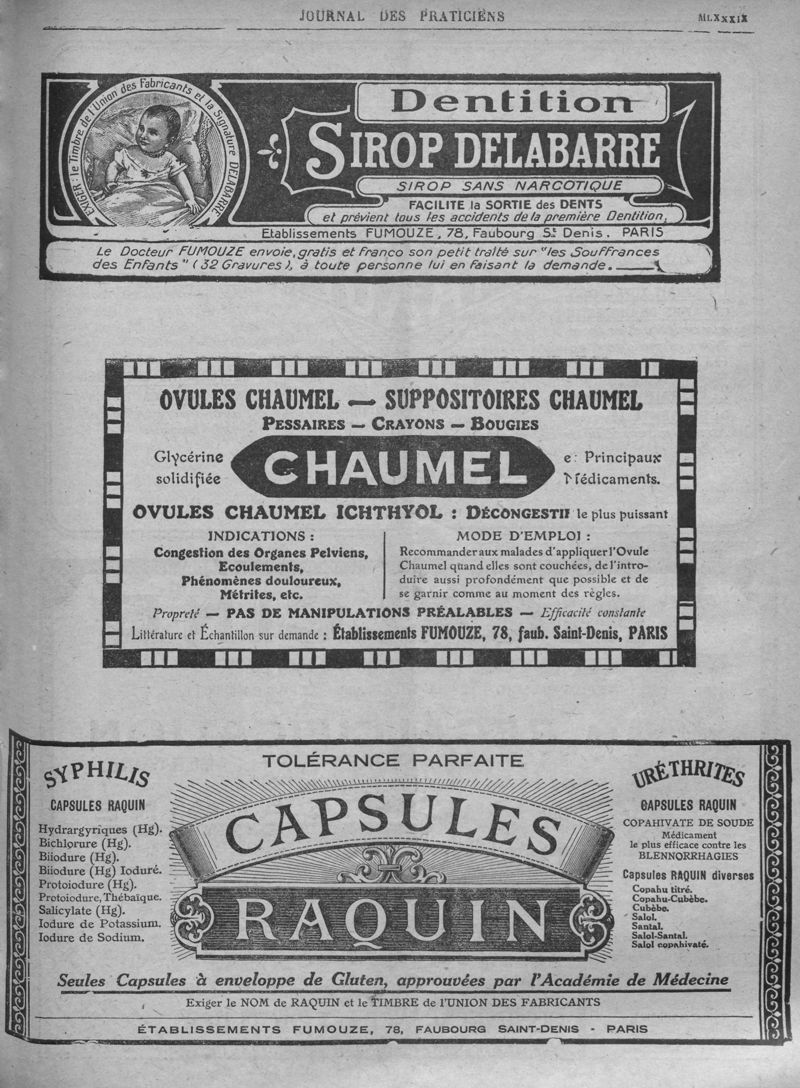 JOURNAL DES PRATICIENS
EXIGER : le Timbre de l'Union des Fabricants et la Signature DELABARRE
Dentition
SIROP DELABARRE
SIROP SANS NARCOTIQUE
FACILITE la SORTIE des DENTS
et prévient tous les accidents de la première Dentition.
Etablissements FUMOUZE, 78, Faubourg St Denis. PARIS
Le Docteur FUMOUZE envoie, gratis et franco son petit traité sur "les Souffrances
des Enfants" (32 Gravures), à toute personne lui en faisant la demande.
OVULES CHAUMEL — SUPPOSITOIRES CHAUMEL
PESSAIRES — CRAYONS — BOUGIES
Glycérine
solidifiée
CHAUMEL
Principaux
Médicaments.
OVULES CHAUMEL ICHTHYOL : DÉCONGESTIF le plus puissant
INDICATIONS :
Congestion des Organes Pelviens,
Ecoulements,
Phénomènes douloureux,
Métrites, etc.
MODE D'EMPLOI :
Recommander aux malades d'appliquer l'Ovule
Chaumel quand elles sont couchées, de l'intro-
duire aussi profondément que possible et de
se garnir comme au moment des règles.
Propreté — PAS DE MANIPULATIONS PRÉALABLES — Efficacité constante
Littérature et Échantillon sur demande : Établissements FUMOUZE, 78, faub. Saint-Denis, PARIS
TOLÉRANCE PARFAITE
SYPHILIS
CAPSULES RAQUIN
Hydrargyriques (Hg).
Bichlorure (Hg).
Biiodure (Hg).
Biiodure (Hg) Ioduré.
Protoiodure (Hg).
Protoiodure, Thébaïque.
Salicylate (Hg).
Iodure de Potassium.
Iodure de Sodium.
CAPSULES
RAQUIN
URÉTHRITES
CAPSULES RAQUIN
COPAHIVATE DE SOUDE
Médicament
le plus efficace contre les
BLENNORRHAGIES
Capsules RAQUIN diverses
Copahu titré.
Copahu-Cubèbe.
Cubèbe.
Salol.
Santal.
Salol-Santal.
Salol copahivaté.
Seules Capsules à enveloppe de Gluten, approuvées par l'Académie de Médecine
Exiger le NOM de RAQUIN et le TIMBRE de l'UNION DES FABRICANTS
ÉTABLISSEMENTS FUMOUZE, 78, FAUBOURG SAINT-DENIS - PARIS